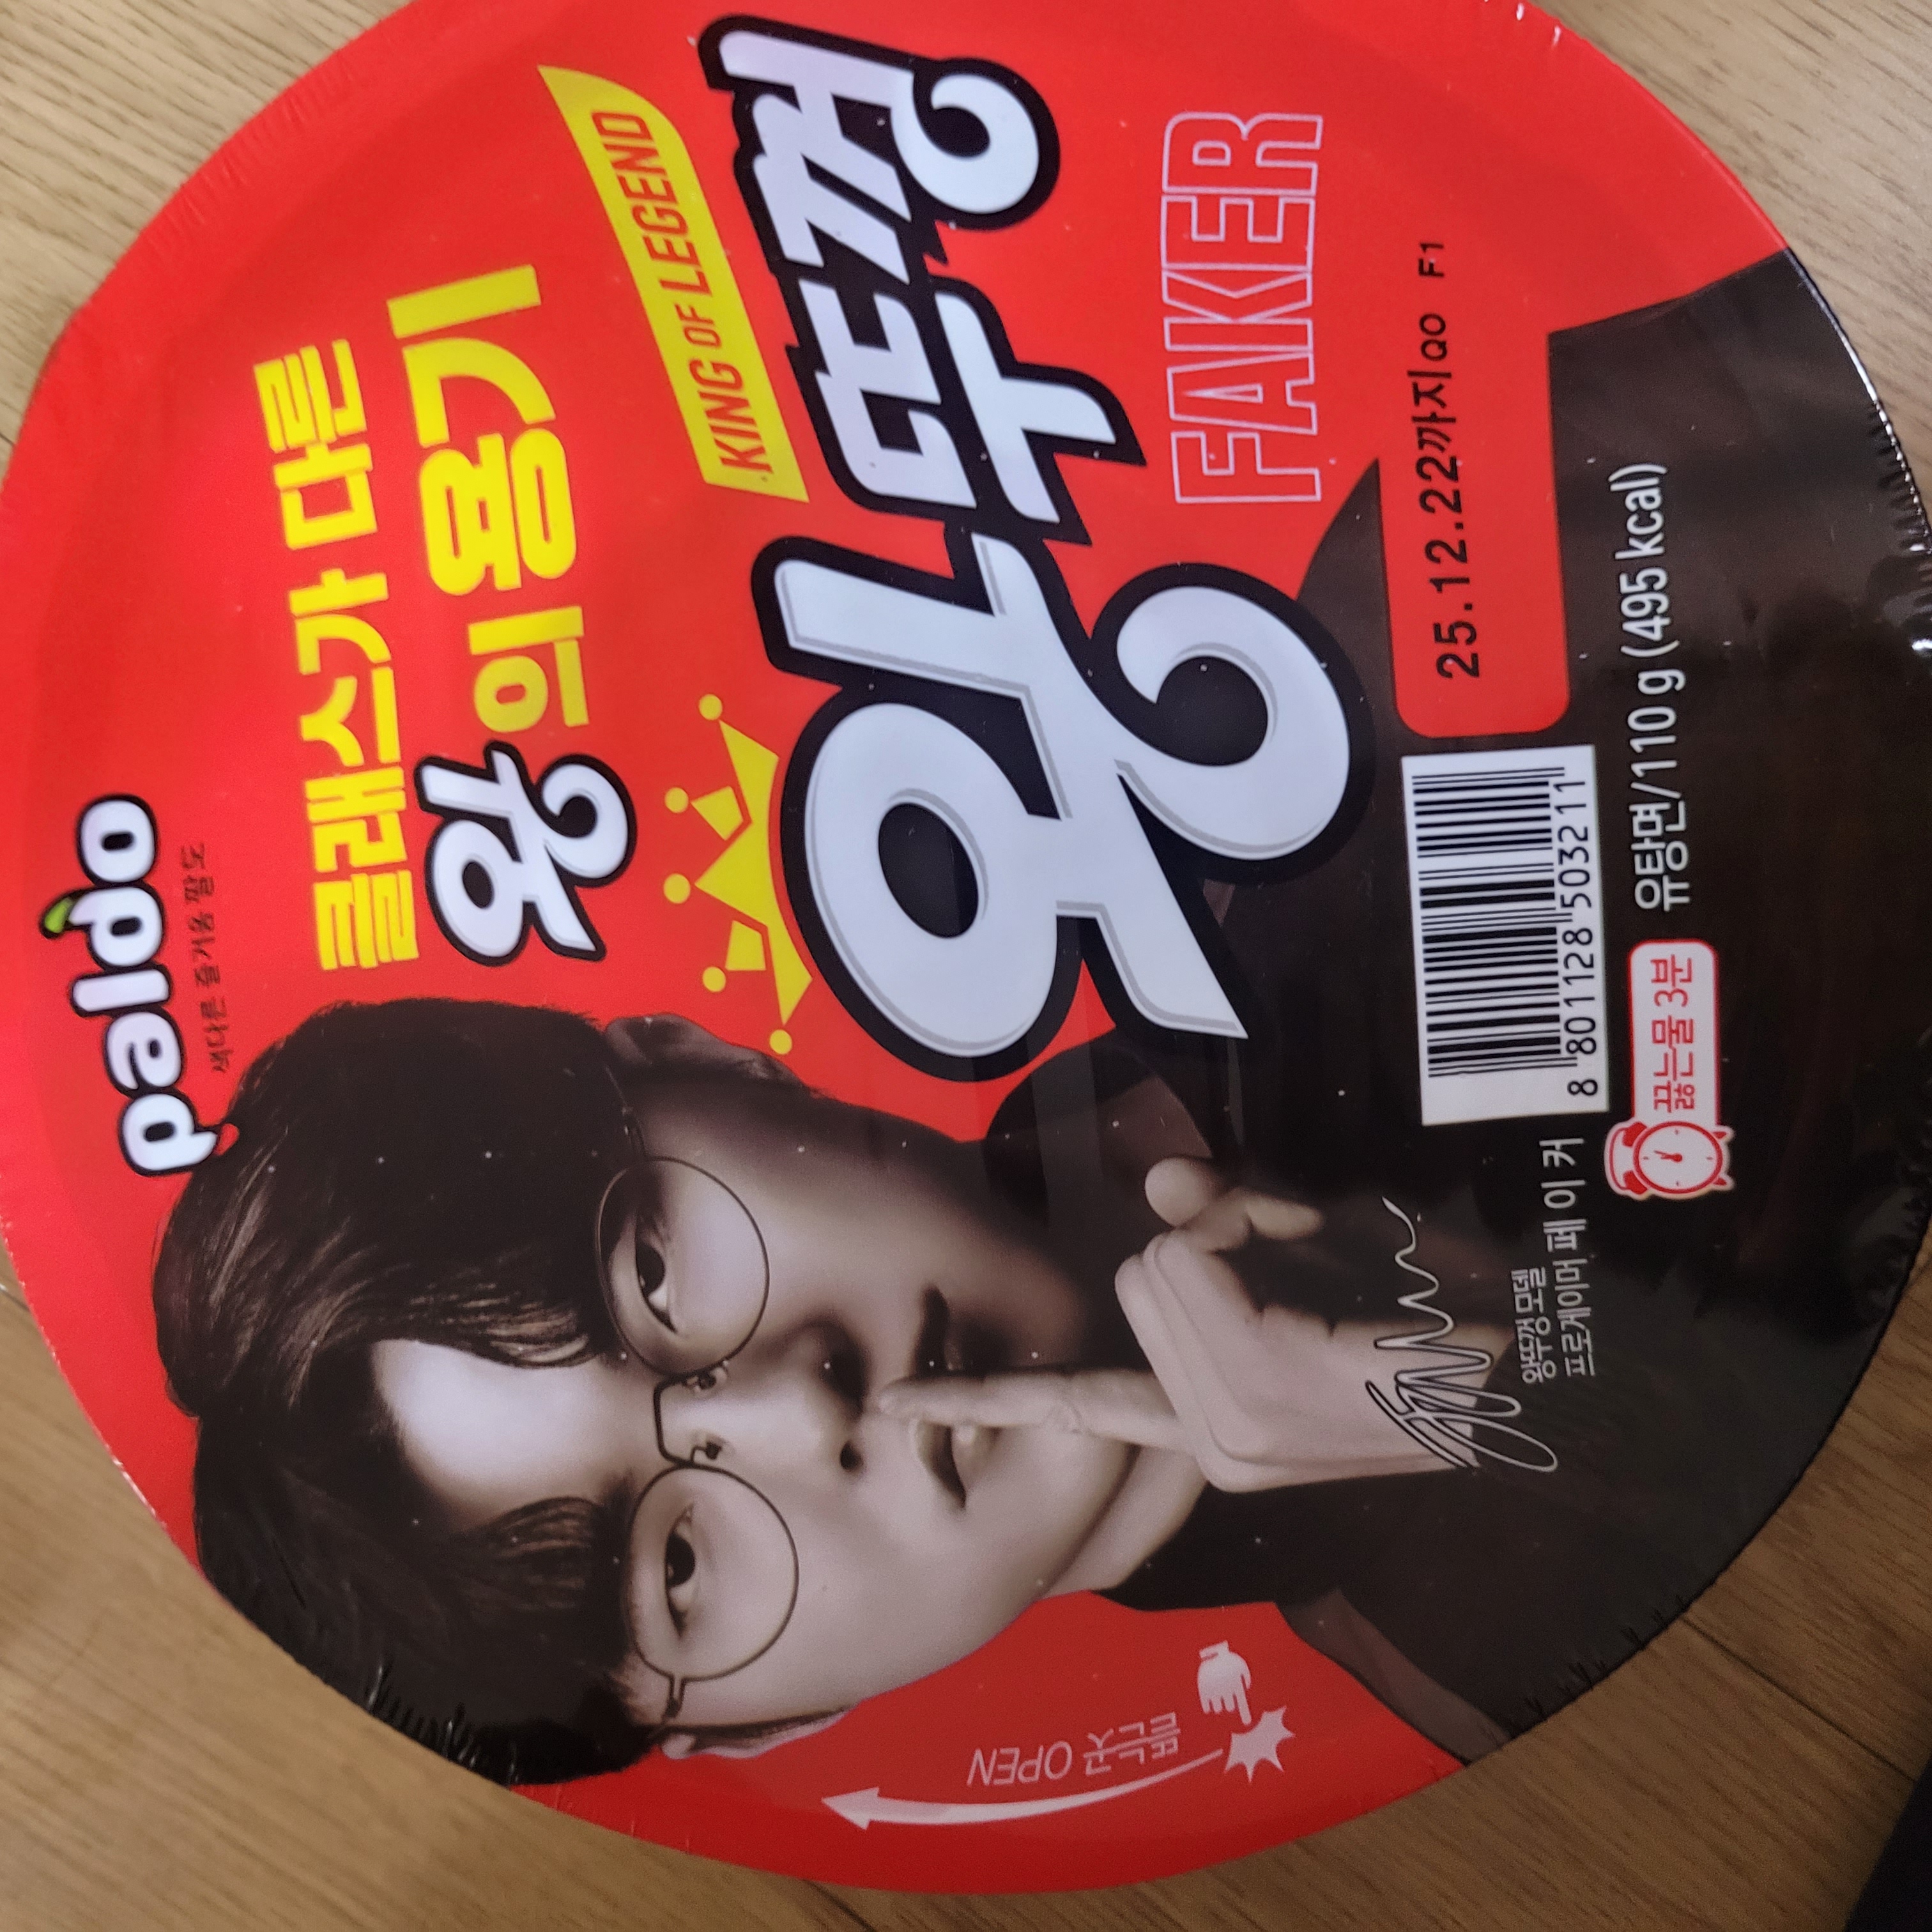 paldo
색다른 즐거움 팔도
클래스가 다른
왕의 용기
KING OF LEGEND
왕뚜껑
FAKER
25.12.22까지QO F1
8 801128 503211
유탕면/110 g (495 kcal)
끓는물 3분
왕뚜껑 모델
프로게이머 페이커
뜯는곳 OPEN